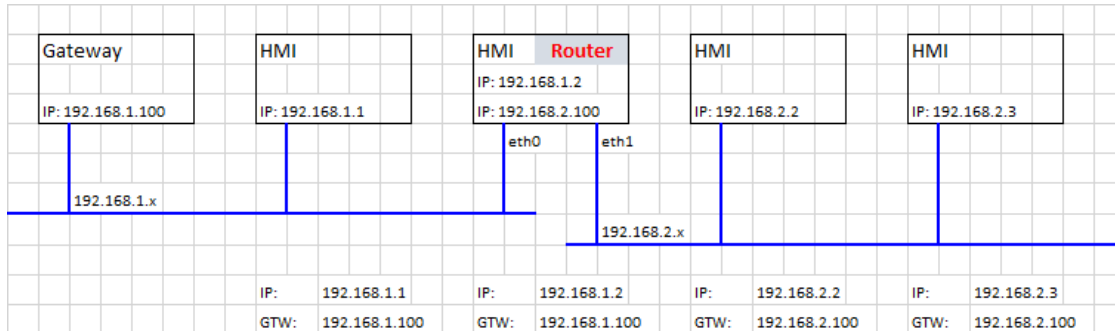 Gateway
IP: 192.168.1.100
HMI
IP: 192.168.1.1
HMI Router
IP: 192.168.1.2
IP: 192.168.2.100
HMI
IP: 192.168.2.2
HMI
IP: 192.168.2.3
eth0
eth1
192.168.1.x
192.168.2.x
IP: 192.168.1.1
GTW: 192.168.1.100
IP: 192.168.1.2
GTW: 192.168.1.100
IP: 192.168.2.2
GTW: 192.168.2.100
IP: 192.168.2.3
GTW: 192.168.2.100